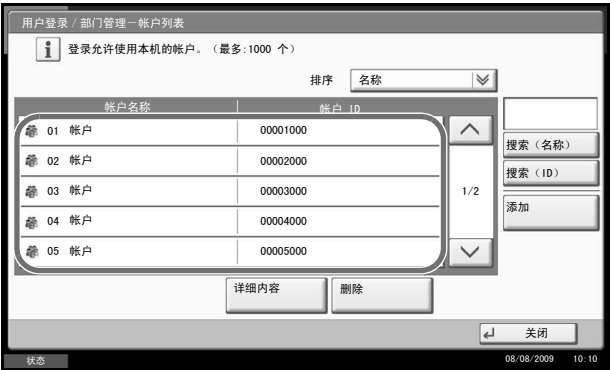 用户登录 / 部门管理－帐户列表
登录允许使用本机的帐户。（最多:1000 个）
排序 名称
帐户名称 帐户 ID
01 帐户 00001000
02 帐户 00002000
03 帐户 00003000
04 帐户 00004000
05 帐户 00005000
1/2
搜索（名称）
搜索（ID）
添加
详细内容 删除
关闭
状态 08/08/2009 10:10